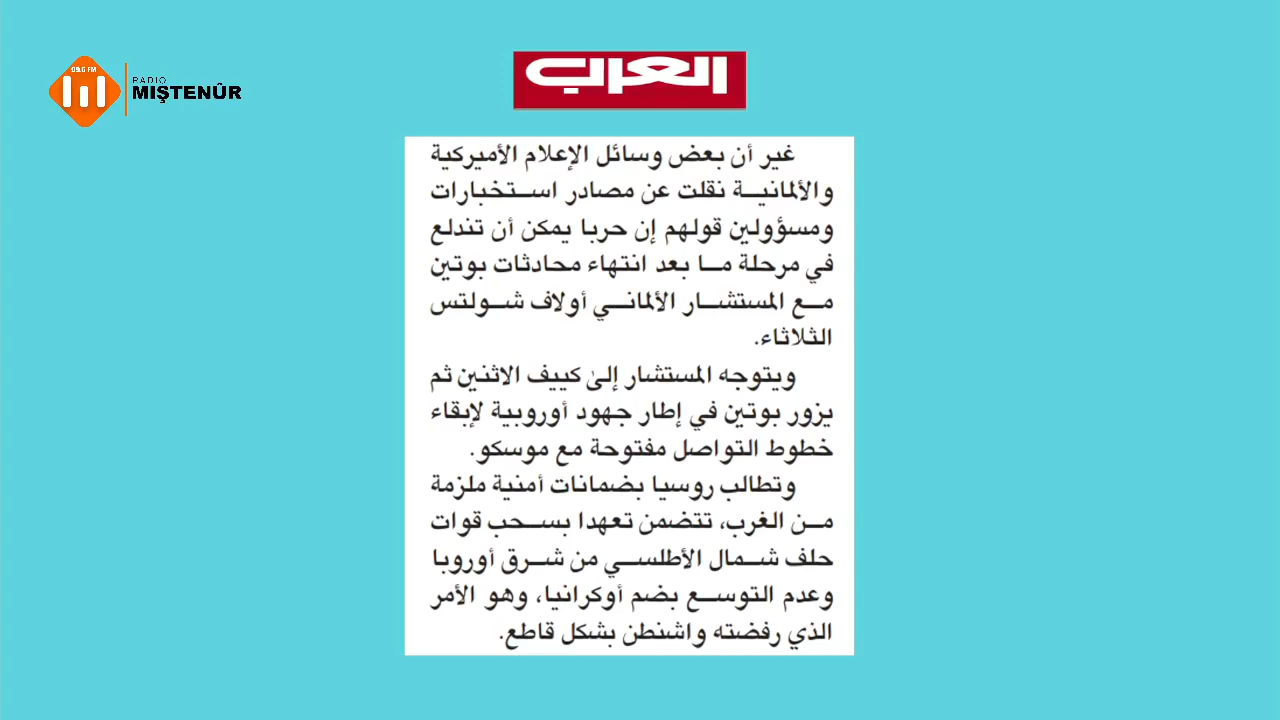 99.6 FM
RADIO
MIŞTENÛR
العرب
غير أن بعض وسائل الإعلام الأميركية
والألمانية نقلت عن مصادر استخبارات
ومسؤولين قولهم إن حربا يمكن أن تندلع
في مرحلة ما بعد انتهاء محادثات بوتين
مع المستشار الألماني أولاف شولتس
الثلاثاء.
ويتوجه المستشار إلى كييف الاثنين ثم
يزور بوتين في إطار جهود أوروبية لإبقاء
خطوط التواصل مفتوحة مع موسكو.
وتطالب روسيا بضمانات أمنية ملزمة
من الغرب، تتضمن تعهدا بسحب قوات
حلف شمال الأطلسي من شرق أوروبا
وعدم التوسع بضم أوكرانيا، وهو الأمر
الذي رفضته واشنطن بشكل قاطع.